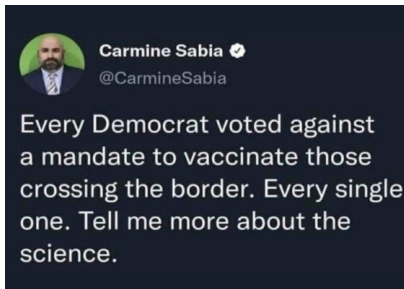 Carmine Sabia
@CarmineSabia
Every Democrat voted against
a mandate to vaccinate those
crossing the border. Every single
one. Tell me more about the
science.